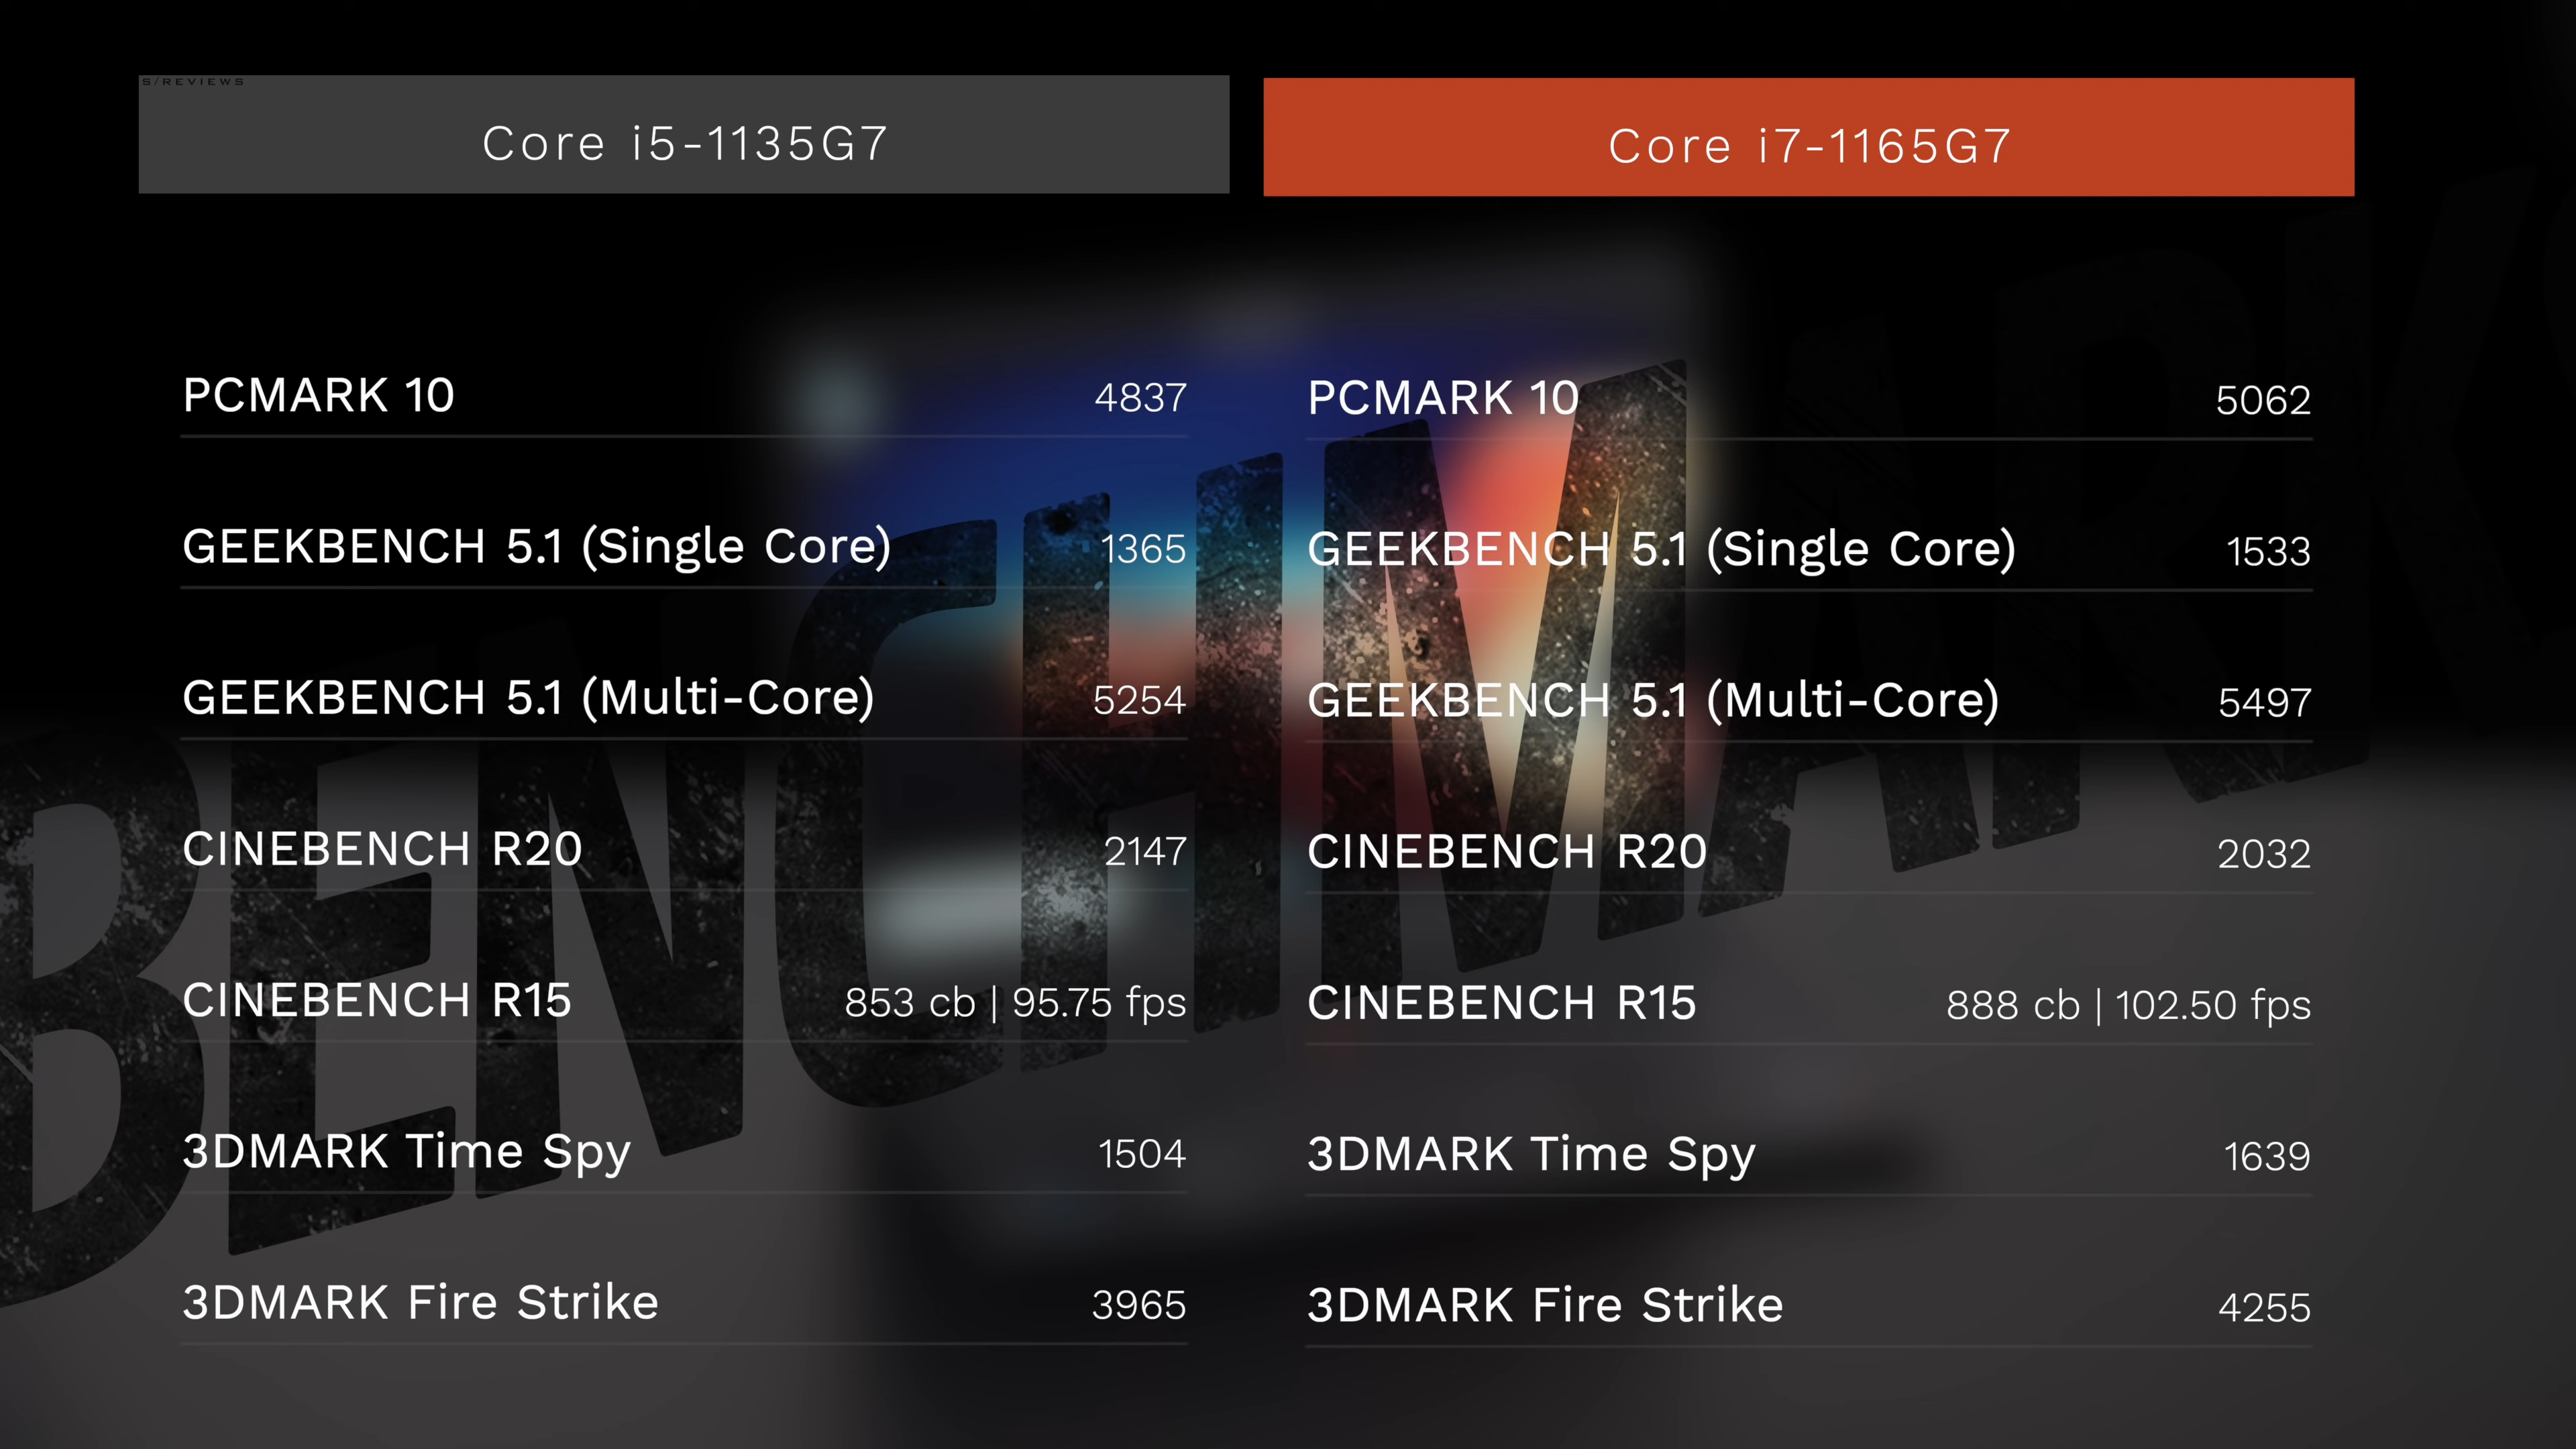 S/REVIEWS
Core i5-1135G7
Core i7-1165G7
PCMARK 10 4837
GEEKBENCH 5.1 (Single Core) 1365
GEEKBENCH 5.1 (Multi-Core) 5254
CINEBENCH R20 2147
CINEBENCH R15 853 cb | 95.75 fps
3DMARK Time Spy 1504
3DMARK Fire Strike 3965
PCMARK 10 5062
GEEKBENCH 5.1 (Single Core) 1533
GEEKBENCH 5.1 (Multi-Core) 5497
CINEBENCH R20 2032
CINEBENCH R15 888 cb | 102.50 fps
3DMARK Time Spy 1639
3DMARK Fire Strike 4255
BENCHMARKS